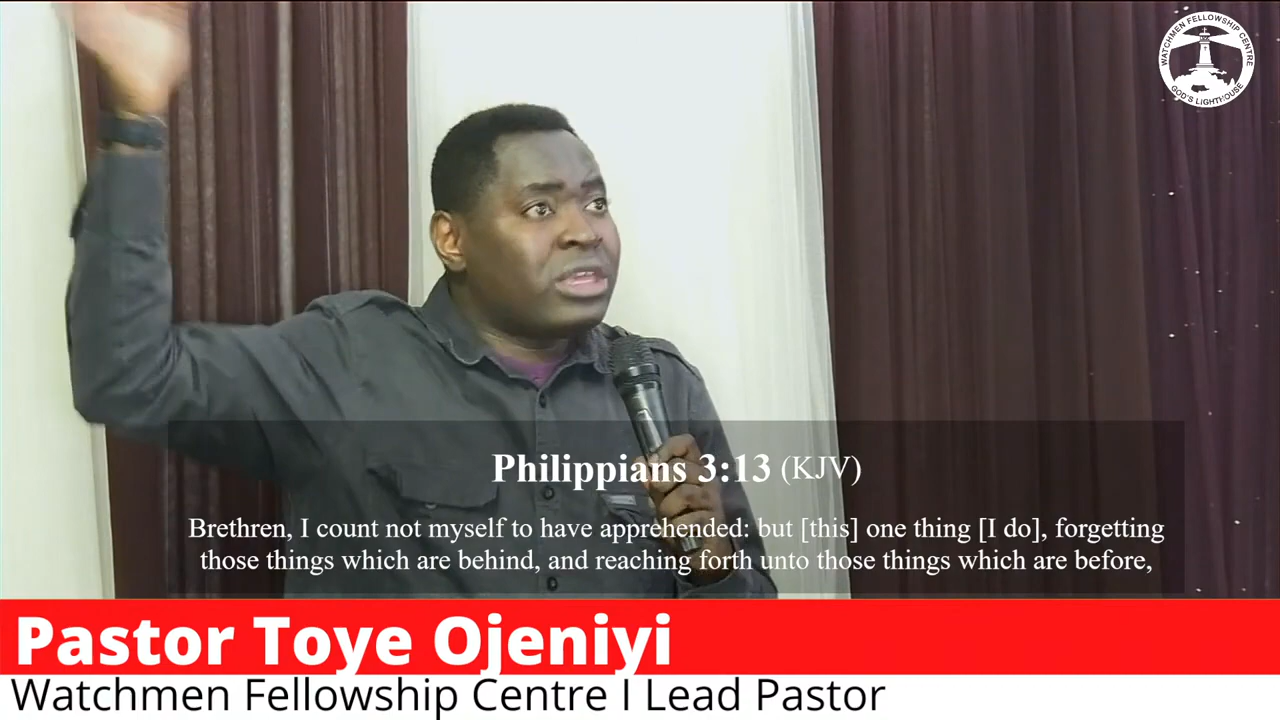 WATCHMEN FELLOWSHIP CENTRE
GOD'S LIGHTHOUSE
Philippians 3:13 (KJV)
Brethren, I count not myself to have apprehended: but [this] one thing [I do], forgetting
those things which are behind, and reaching forth unto those things which are before,
Pastor Toye Ojeniyi
Watchmen Fellowship Centre I Lead Pastor